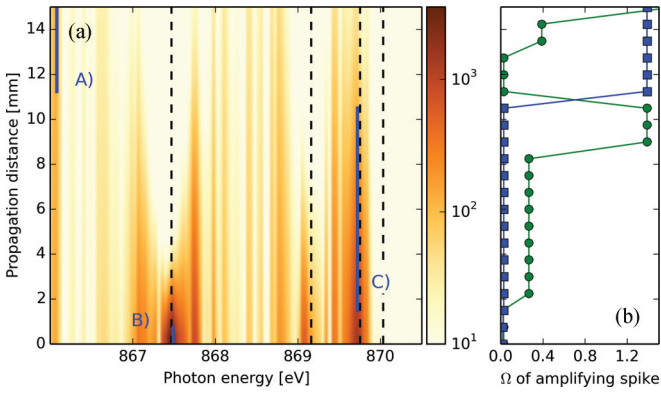 (a)
A)
B)
C)
14
12
10
8
6
4
2
0
Propagation distance [mm]
867 868 869 870
Photon energy [eV]
10³
10²
10¹
(b)
0.0 0.4 0.8 1.2
Ω of amplifying spike